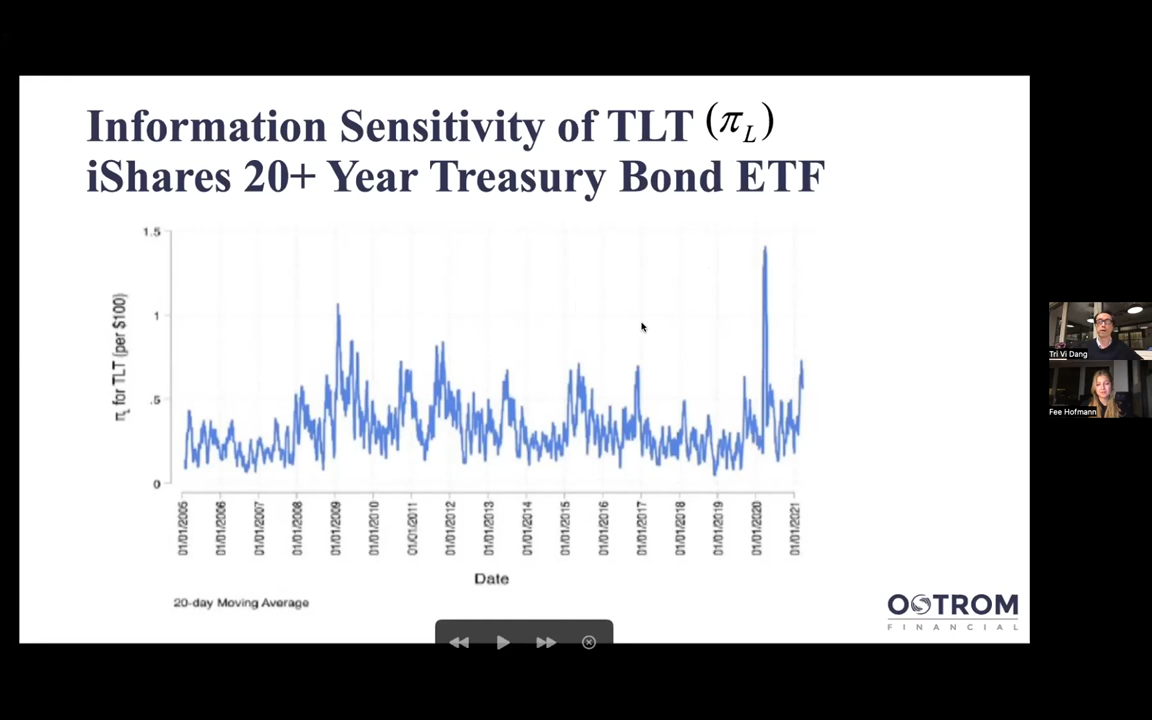 Information Sensitivity of TLT (π_L)
iShares 20+ Year Treasury Bond ETF
1.5
1
.5
0
π_L for TLT (per $100)
01/01/2005
01/01/2006
01/01/2007
01/01/2008
01/01/2009
01/01/2010
01/01/2011
01/01/2012
01/01/2013
01/01/2014
01/01/2015
01/01/2016
01/01/2017
01/01/2018
01/01/2019
01/01/2020
01/01/2021
Date
20-day Moving Average
OSTROM
FINANCIAL
Tri Vi Dang
Fee Hofmann